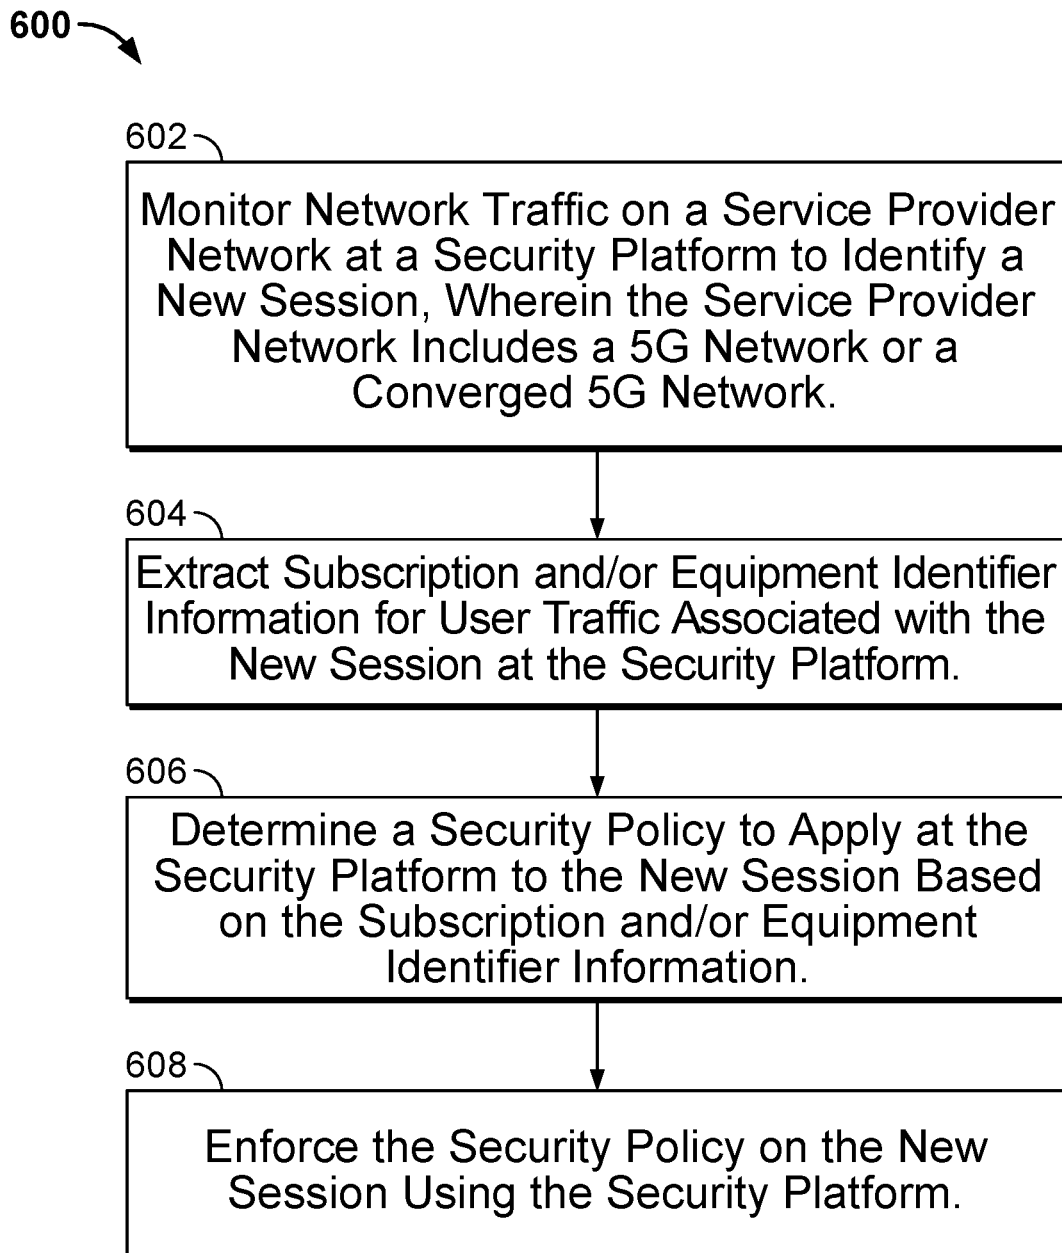 600
602
Monitor Network Traffic on a Service Provider
Network at a Security Platform to Identify a
New Session, Wherein the Service Provider
Network Includes a 5G Network or a
Converged 5G Network.
604
Extract Subscription and/or Equipment Identifier
Information for User Traffic Associated with the
New Session at the Security Platform.
606
Determine a Security Policy to Apply at the
Security Platform to the New Session Based
on the Subscription and/or Equipment
Identifier Information.
608
Enforce the Security Policy on the New
Session Using the Security Platform.